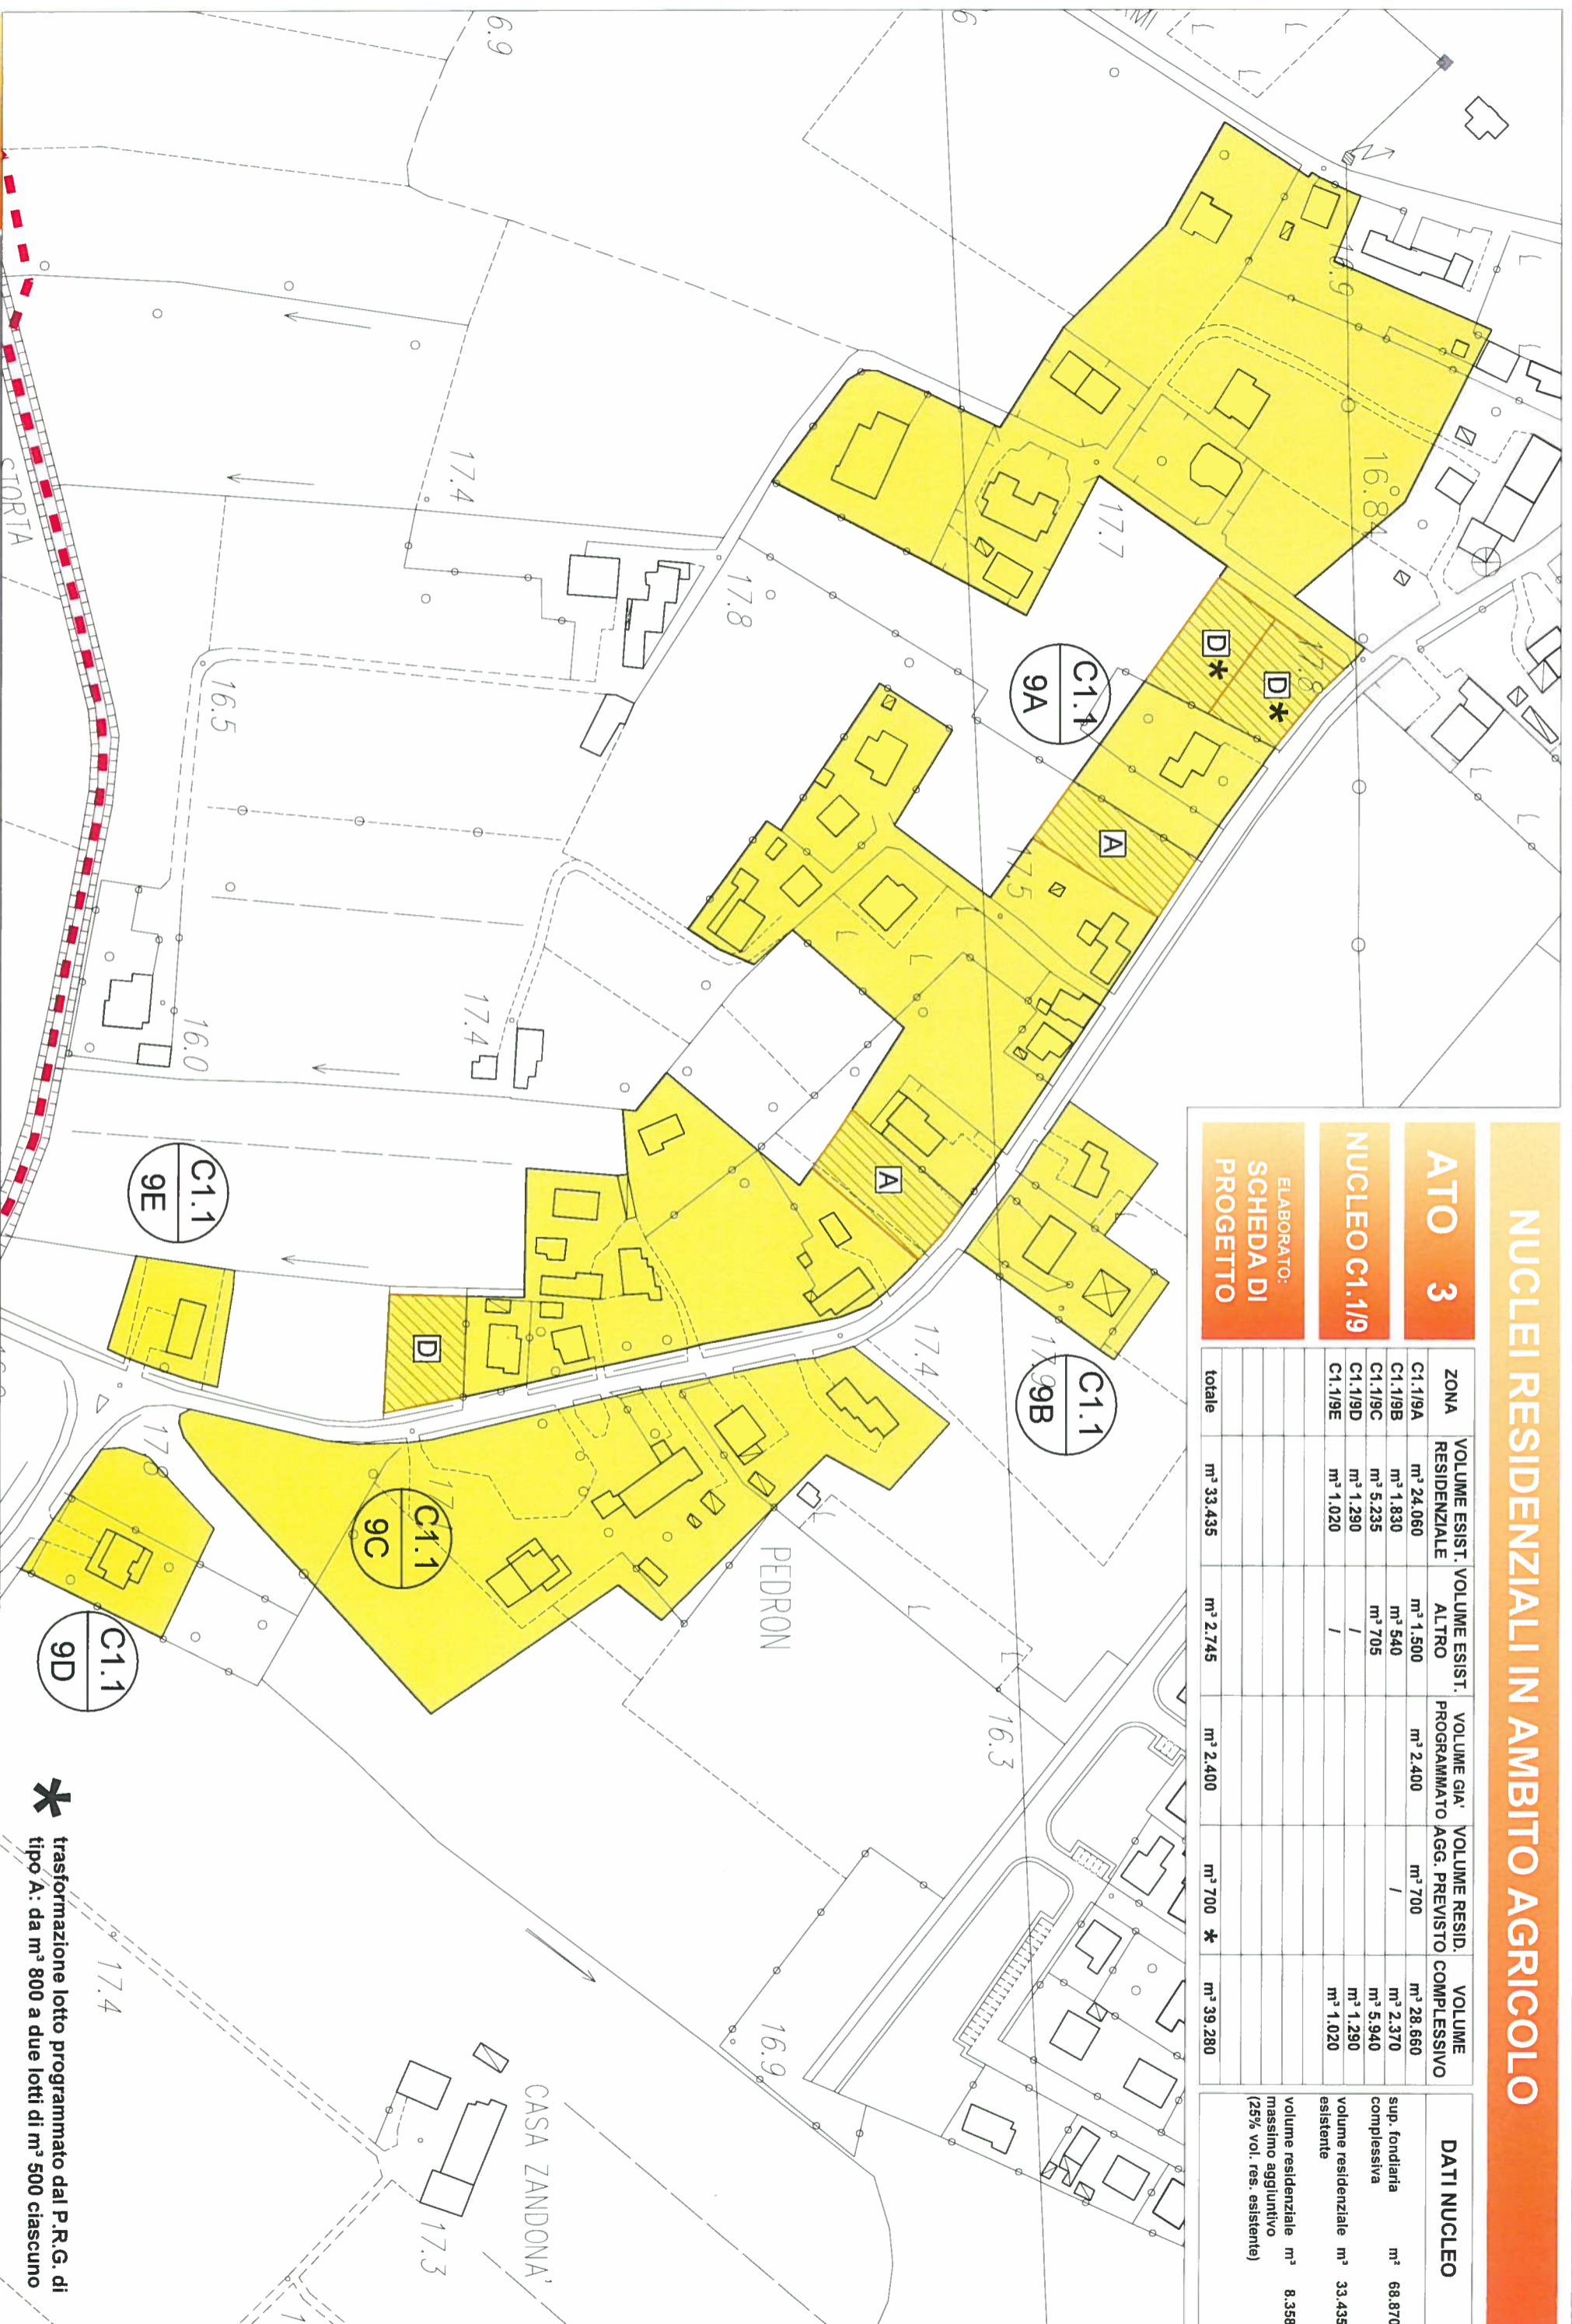 NUCLEI RESIDENZIALI IN AMBITO AGRICOLO
ATO 3
NUCLEO C1.1/9
ELABORATO:
SCHEDA DI
PROGETTO
ZONA
VOLUME ESIST. RESIDENZIALE
VOLUME ESIST. ALTRO
VOLUME GIA' PROGRAMMATO
VOLUME RESID. AGG. PREVISTO
VOLUME COMPLESSIVO
C1.1/9A m³ 24.060 m³ 1.500 m³ 2.400 m³ 700 m³ 28.660
C1.1/9B m³ 1.830 m³ 540 / m³ 2.370
C1.1/9C m³ 5.235 m³ 705 m³ 5.940
C1.1/9D m³ 1.290 / m³ 1.290
C1.1/9E m³ 1.020 / m³ 1.020
totale m³ 33.435 m³ 2.745 m³ 2.400 m³ 700 * m³ 39.280
DATI NUCLEO
sup. fondiaria m² 68.870
complessiva
volume residenziale m³ 33.435
esistente
volume residenziale m³ 8.358
massimo aggiuntivo
(25% vol. res. esistente)
6.9
16.84
17.7
17.8
17.8
D*
D*
C1.1
9A
A
17.5
17.4
STORTA
16.5
17.4
16.0
A
C1.1
9E
D
C1.1
9B
17.4
17.9
C1.1
9C
C1.1
9D
PEDRON
16.3
16.9
17.4
CASA ZANDONA'
17.3
* trasformazione lotto programmato dal P.R.G. di
tipo A: da m³ 800 a due lotti di m³ 500 ciascuno